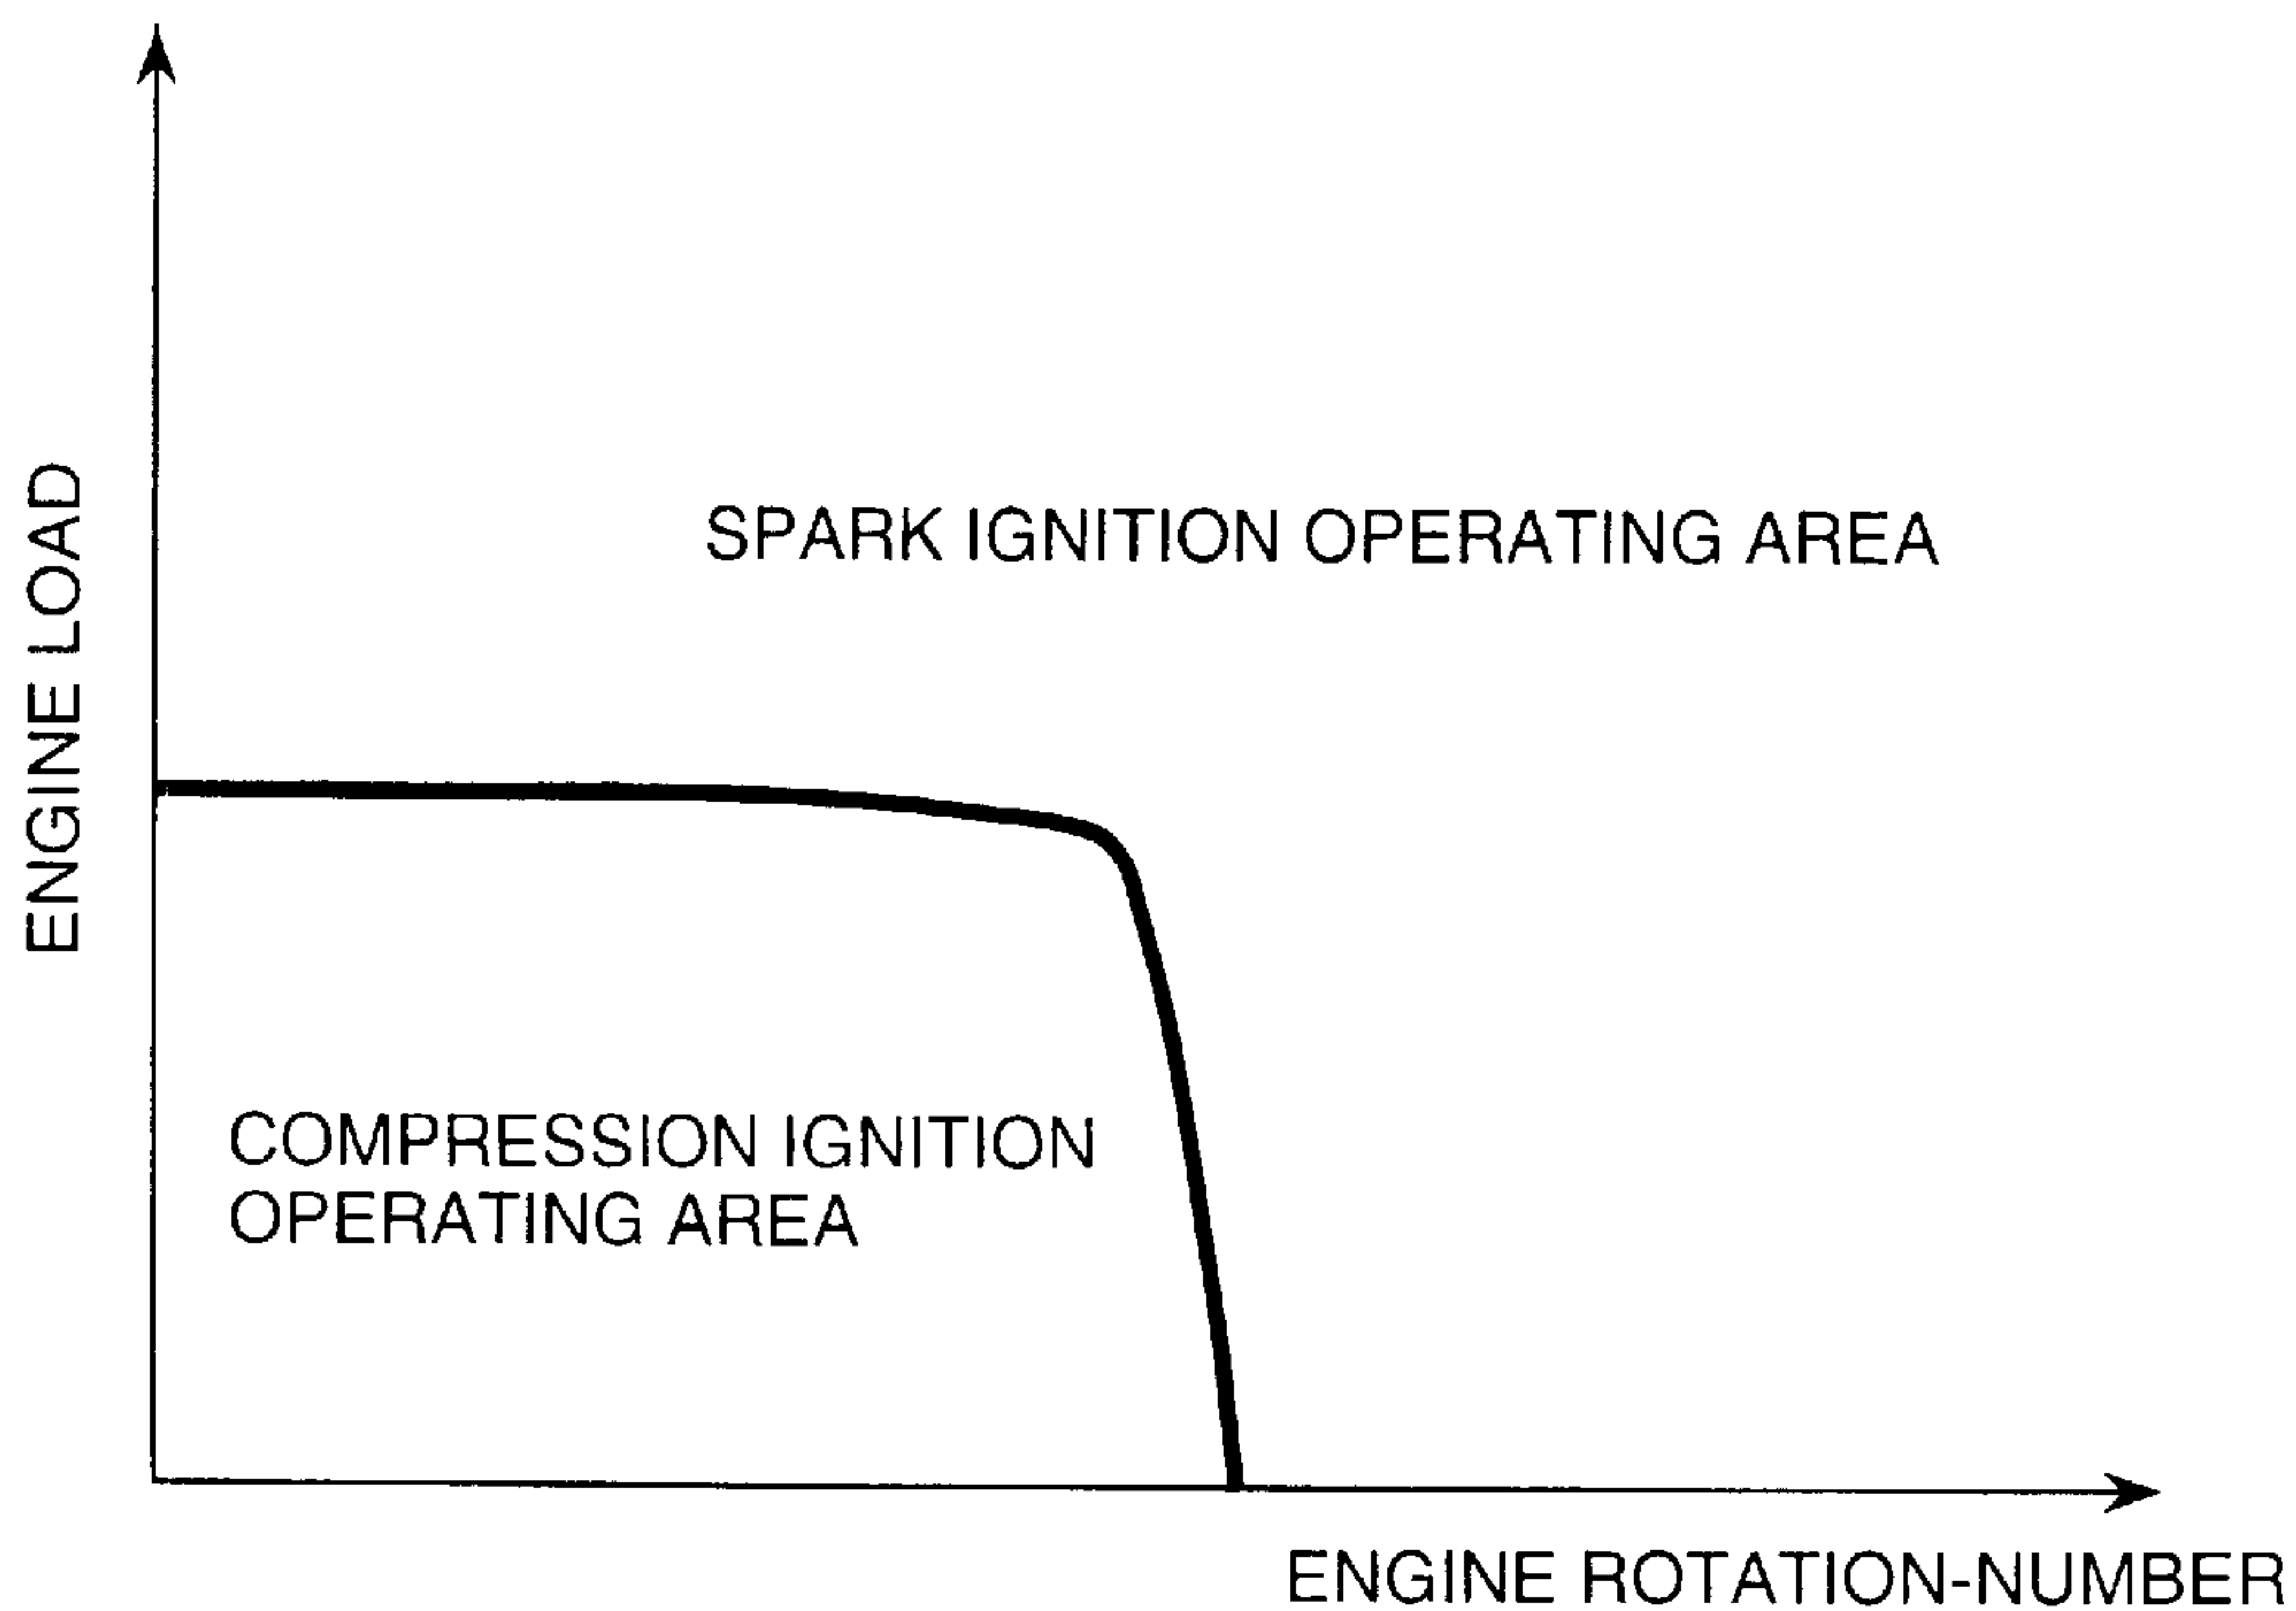 ENGINE LOAD
SPARK IGNITION OPERATING AREA
COMPRESSION IGNITION
OPERATING AREA
ENGINE ROTATION-NUMBER